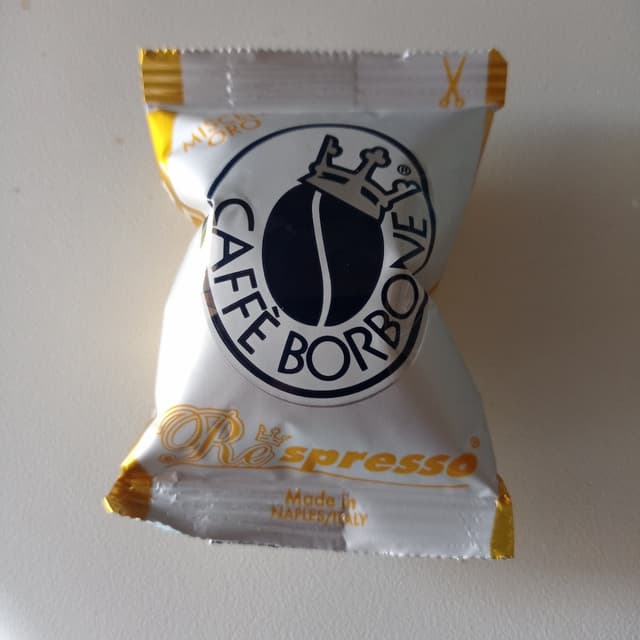 MISCELA
ORO
CAFFÈ BORBONE®
Rèspresso®
Made in
NAPLES/ITALY